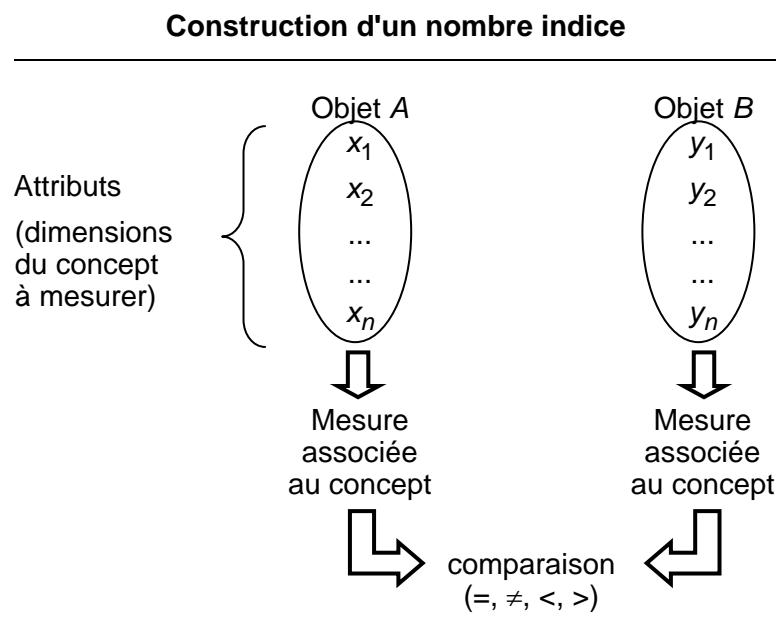 Construction d'un nombre indice
Objet A
Objet B
Attributs
(dimensions
du concept
à mesurer)
x1
x2
...
...
xn
y1
y2
...
...
yn
Mesure
associée
au concept
Mesure
associée
au concept
comparaison
(=, ≠, <, >)